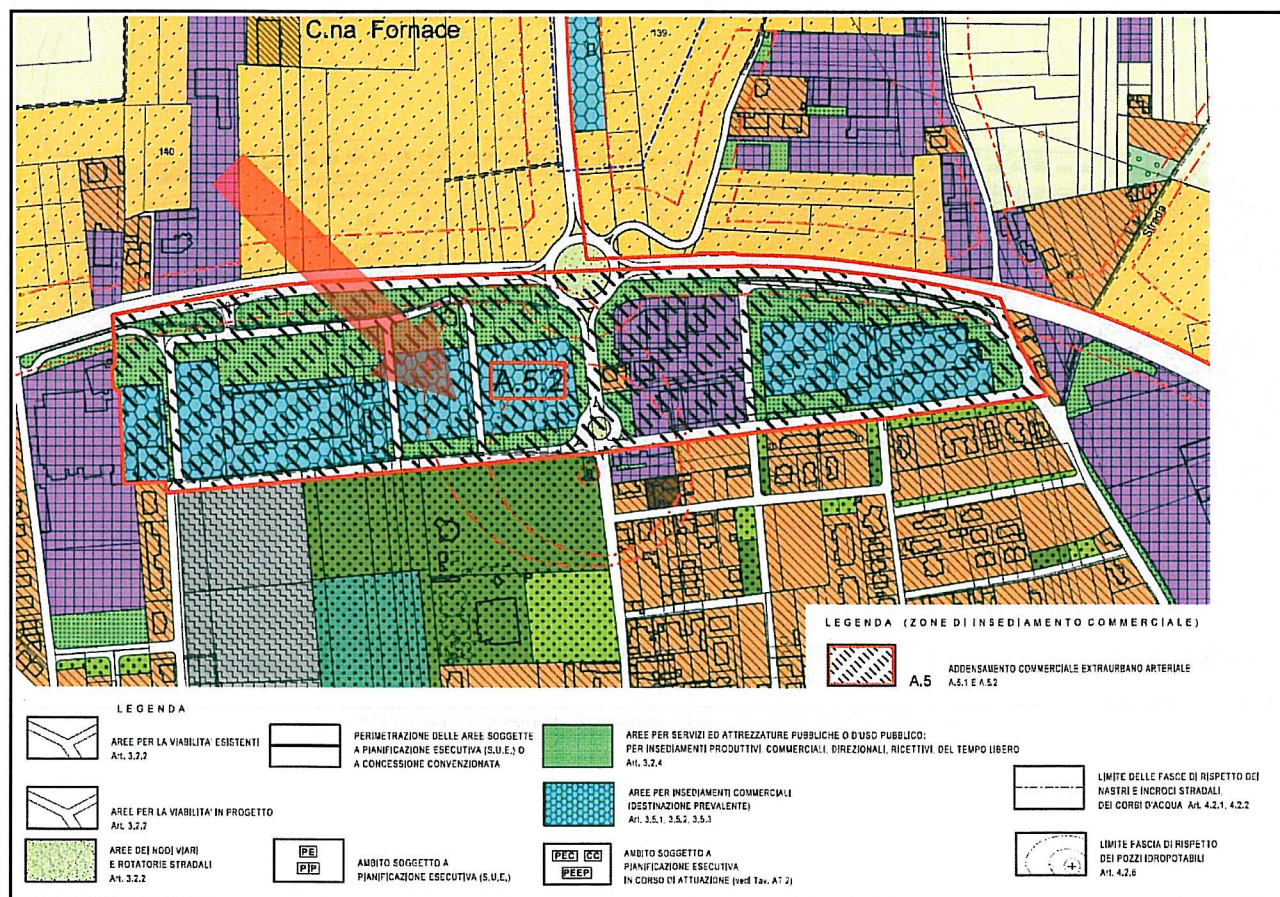 C.na Fornace
139
140
Strada
A.5.2
LEGENDA (ZONE DI INSEDIAMENTO COMMERCIALE)
A.5
ADDENSAMENTO COMMERCIALE EXTRAURBANO ARTERIALE
A.5.1 E A.5.2
LEGENDA
AREE PER LA VIABILITA' ESISTENTI
Art. 3.2.2
AREE PER LA VIABILITA' IN PROGETTO
Art. 3.2.2
AREE DEI NODI VIARI
E ROTATORIE STRADALI
Art. 3.2.2
PERIMETRAZIONE DELLE AREE SOGGETTE
A PIANIFICAZIONE ESECUTIVA (S.U.E.) O
A CONCESSIONE CONVENZIONATA
PE
PIP
AMBITO SOGGETTO A
PIANIFICAZIONE ESECUTIVA (S.U.E.)
AREE PER SERVIZI ED ATTREZZATURE PUBBLICHE O D'USO PUBBLICO:
PER INSEDIAMENTI PRODUTTIVI, COMMERCIALI, DIREZIONALI, RICETTIVI, DEL TEMPO LIBERO
Art. 3.2.4
AREE PER INSEDIAMENTI COMMERCIALI
(DESTINAZIONE PREVALENTE)
Art. 3.5.1, 3.5.2, 3.5.3
PEC CC
PEEP
AMBITO SOGGETTO A
PIANIFICAZIONE ESECUTIVA
IN CORSO DI ATTUAZIONE (vedi Tav. AT 2)
LIMITE DELLE FASCE DI RISPETTO DEI
NASTRI E INCROCI STRADALI,
DEI CORSI D'ACQUA Art. 4.2.1, 4.2.2
LIMITE FASCIA DI RISPETTO
DEI POZZI IDROPOTABILI
Art. 4.2.6